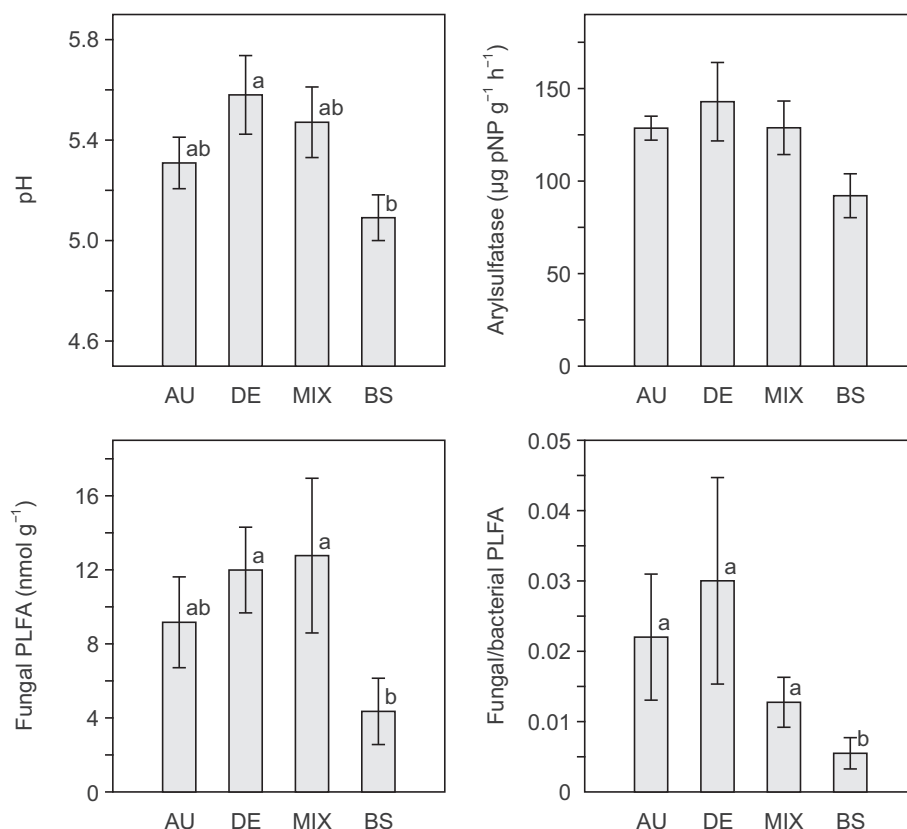 pH
5.8
5.4
5.0
4.6
ab
a
ab
b
AU DE MIX BS
Arylsulfatase (µg pNP g⁻¹ h⁻¹)
150
100
50
0
AU DE MIX BS
Fungal PLFA (nmol g⁻¹)
16
12
8
4
0
ab
a
a
b
AU DE MIX BS
Fungal/bacterial PLFA
0.05
0.04
0.03
0.02
0.01
0
a
a
a
b
AU DE MIX BS